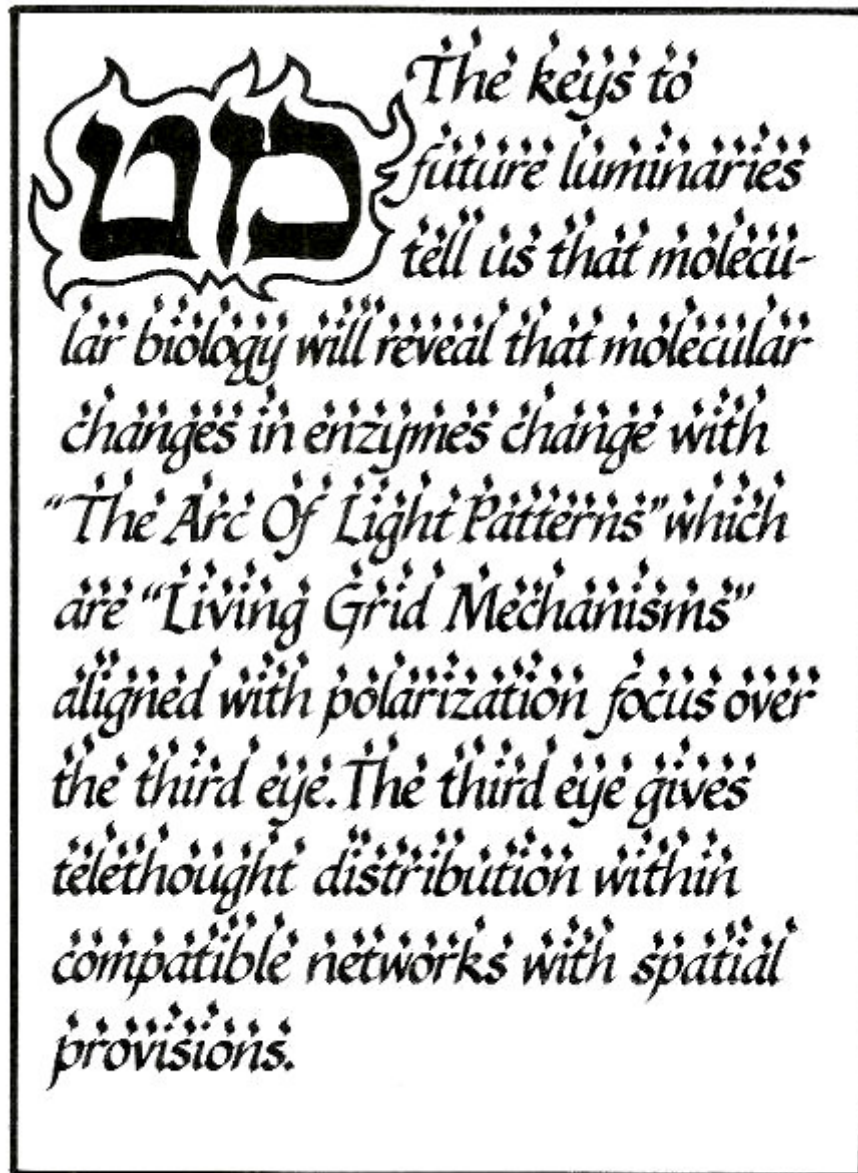 מט
The keys to
future luminaries
tell us that molecu-
lar biology will reveal that molecular
changes in enzymes change with
“The Arc Of Light Patterns” which
are “Living Grid Mechanisms”
aligned with polarization focus over
the third eye. The third eye gives
telethought distribution within
compatible networks with spatial
provisions.